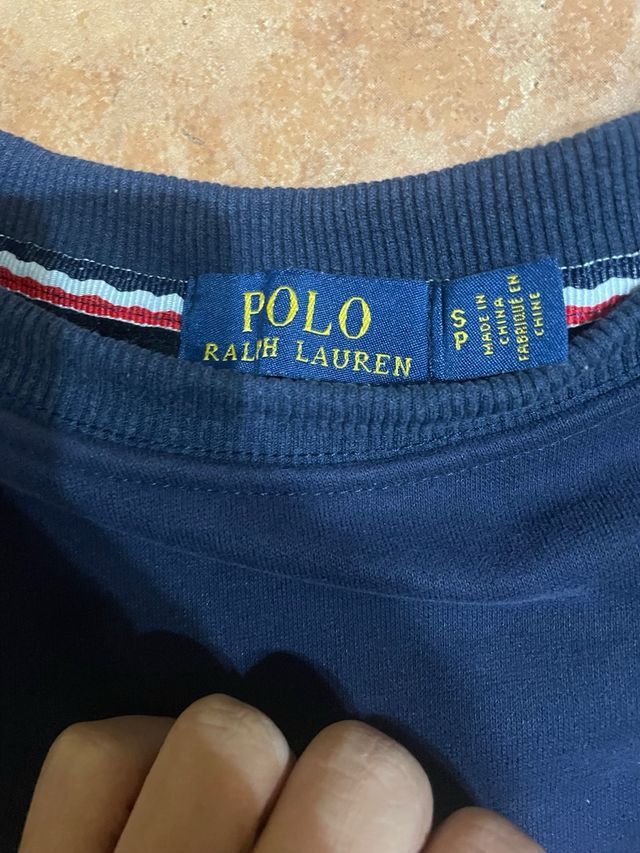 POLO
RALPH LAUREN
S
P
MADE IN
CHINA
FABRIQUÉ EN
CHINE